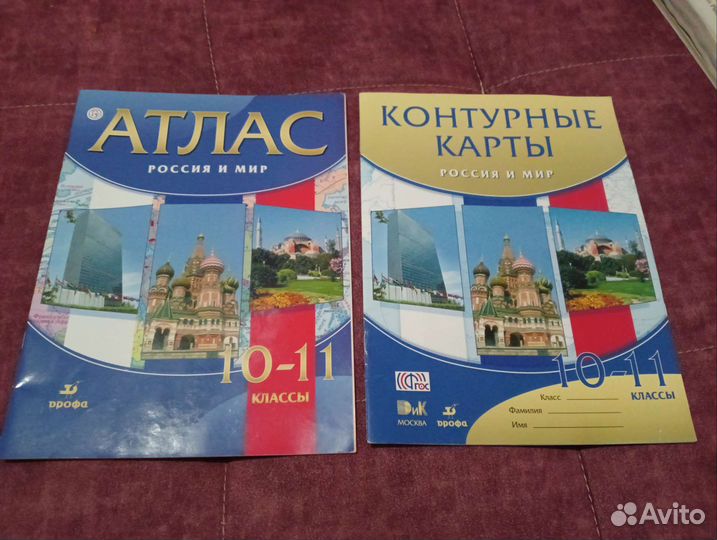 АТЛАС
РОССИЯ И МИР
10-11
КЛАССЫ
дрофа
КОНТУРНЫЕ
КАРТЫ
РОССИЯ И МИР
10-11
КЛАССЫ
ФГОС
ДиК
МОСКВА
дрофа
Класс
Фамилия
Имя
Avito